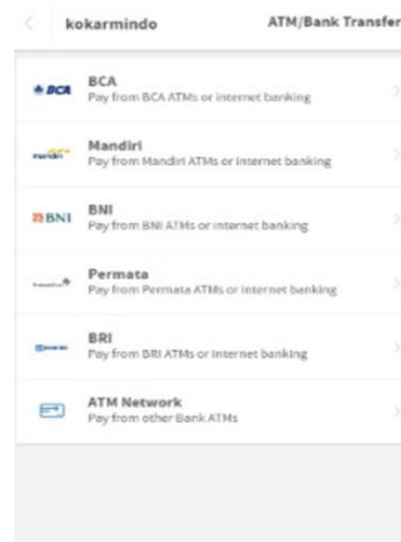 kokarmindo ATM/Bank Transfer
BCA BCA
Pay from BCA ATMs or internet banking
mandiri Mandiri
Pay from Mandiri ATMs or internet banking
BNI BNI
Pay from BNI ATMs or internet banking
Permata
Pay from Permata ATMs or internet banking
BRI
Pay from BRI ATMs or internet banking
ATM Network
Pay from other Bank ATMs